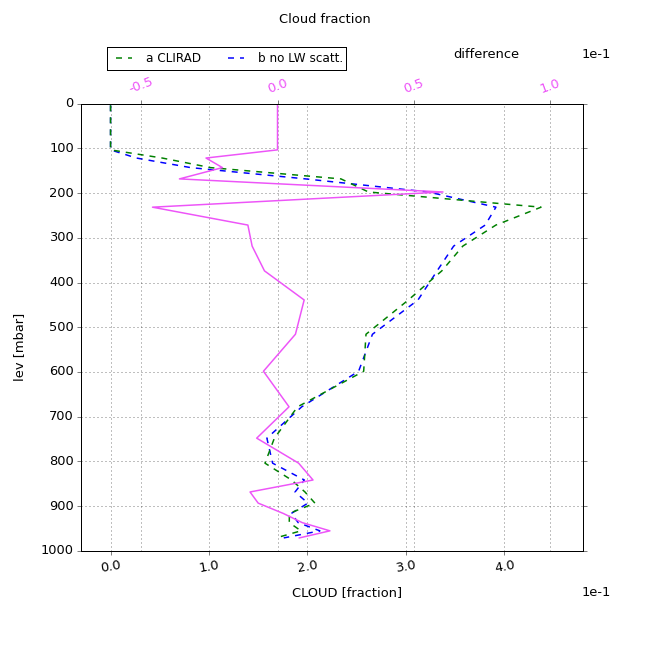 Cloud fraction
a CLIRAD
b no LW scatt.
difference
1e-1
-0.5 0.0 0.5 1.0
0
100
200
300
400
500
600
700
800
900
1000
lev [mbar]
0.0 1.0 2.0 3.0 4.0
CLOUD [fraction]
1e-1